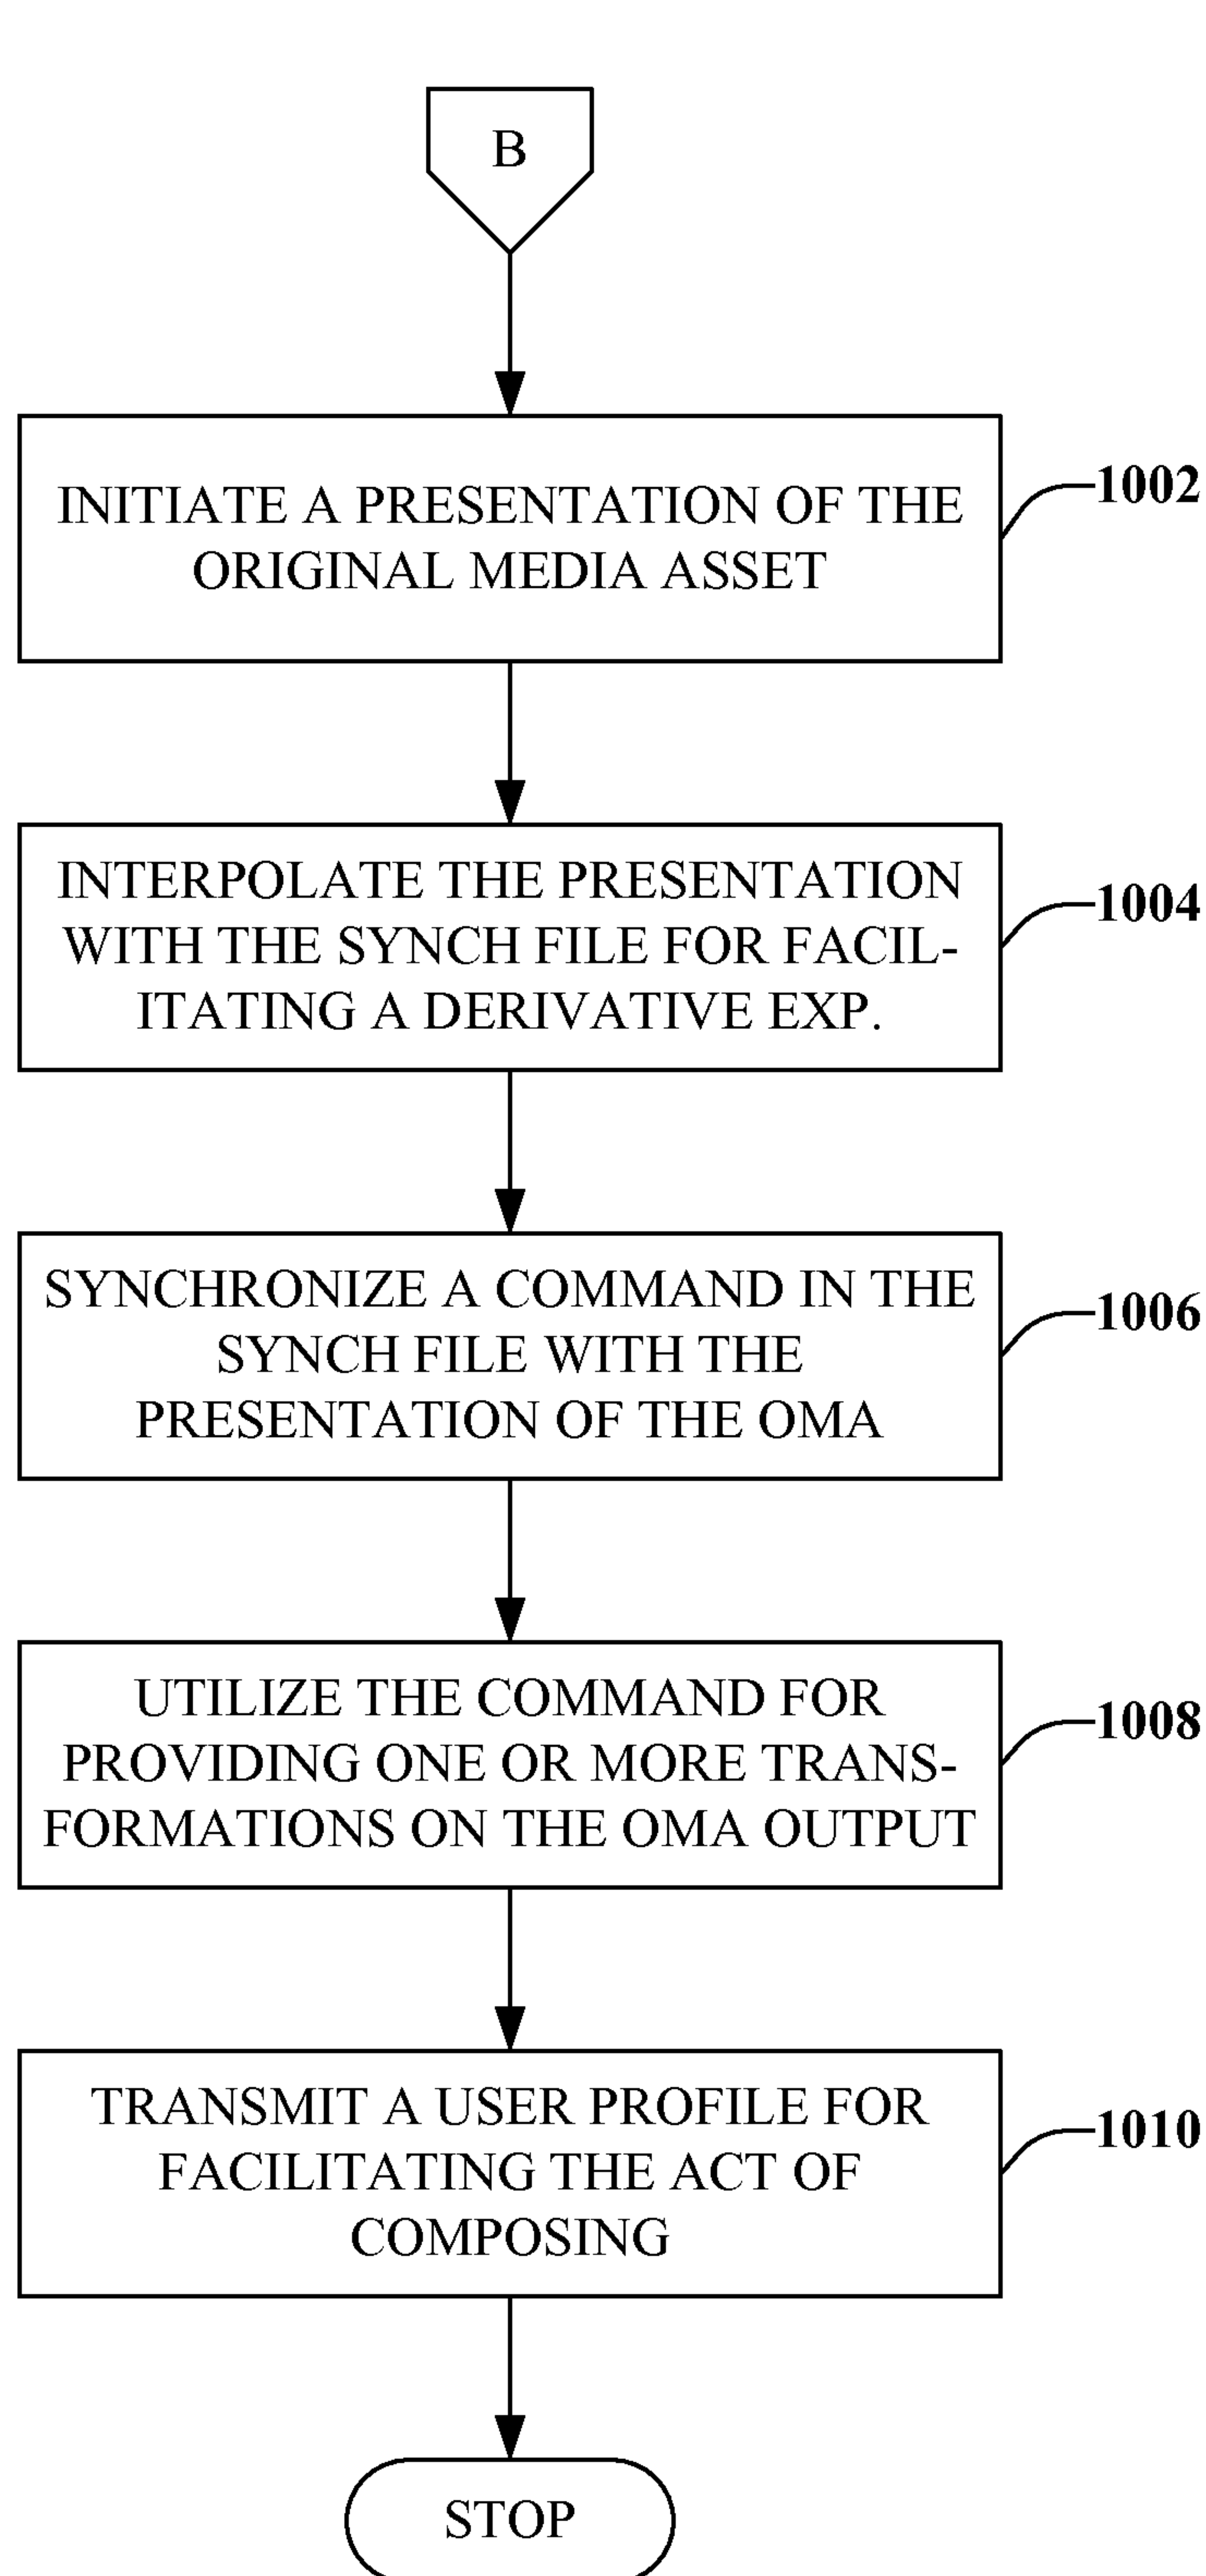 B
INITIATE A PRESENTATION OF THE
ORIGINAL MEDIA ASSET
1002
INTERPOLATE THE PRESENTATION
WITH THE SYNCH FILE FOR FACIL-
ITATING A DERIVATIVE EXP.
1004
SYNCHRONIZE A COMMAND IN THE
SYNCH FILE WITH THE
PRESENTATION OF THE OMA
1006
UTILIZE THE COMMAND FOR
PROVIDING ONE OR MORE TRANS-
FORMATIONS ON THE OMA OUTPUT
1008
TRANSMIT A USER PROFILE FOR
FACILITATING THE ACT OF
COMPOSING
1010
STOP